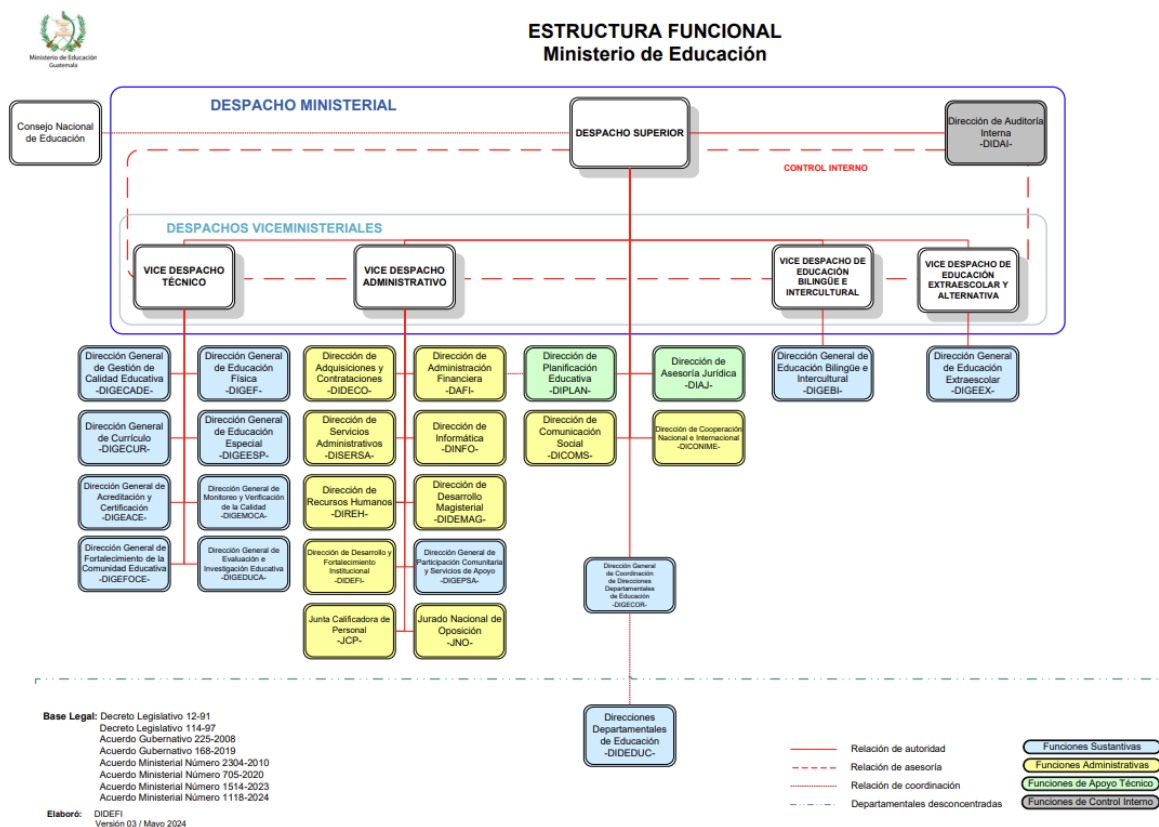 ESTRUCTURA FUNCIONAL
Ministerio de Educación
Ministerio de Educación
Guatemala
DESPACHO MINISTERIAL
Consejo Nacional
de Educación
DESPACHO SUPERIOR
Dirección de Auditoría
Interna
-DIDAI-
CONTROL INTERNO
DESPACHOS VICEMINISTERIALES
VICE DESPACHO
TÉCNICO
VICE DESPACHO
ADMINISTRATIVO
VICE DESPACHO DE
EDUCACIÓN
BILINGÜE E
INTERCULTURAL
VICE DESPACHO DE
EDUCACIÓN
EXTRAESCOLAR Y
ALTERNATIVA
Dirección General
de Gestión de
Calidad Educativa
-DIGECADE-
Dirección General
de Educación
Física
-DIGEF-
Dirección de
Adquisiciones y
Contrataciones
-DIDECO-
Dirección de
Administración
Financiera
-DAFI-
Dirección de
Planificación
Educativa
-DIPLAN-
Dirección de
Asesoría Jurídica
-DIAJ-
Dirección General de
Educación Bilingüe e
Intercultural
-DIGEBI-
Dirección General
de Educación
Extraescolar
-DIGEEX-
Dirección General
de Currículo
-DIGECUR-
Dirección General
de Educación
Especial
-DIGEESP-
Dirección de
Servicios
Administrativos
-DISERSA-
Dirección de
Informática
-DINFO-
Dirección de
Comunicación
Social
-DICOMS-
Dirección de Cooperación
Nacional e Internacional
-DICONIME-
Dirección General de
Acreditación y
Certificación
-DIGEACE-
Dirección General de
Monitoreo y Verificación
de la Calidad
-DIGEMOCA-
Dirección de
Recursos Humanos
-DIREH-
Dirección de
Desarrollo
Magisterial
-DIDEMAG-
Dirección General de
Fortalecimiento de la
Comunidad Educativa
-DIGEFOCE-
Dirección General de
Evaluación e
Investigación Educativa
-DIGEDUCA-
Dirección de Desarrollo y
Fortalecimiento
Institucional
-DIDEFI-
Dirección General de
Participación Comunitaria
y Servicios de Apoyo
-DIGEPSA-
Dirección General
de Coordinación
de Direcciones
Departamentales
de Educación
-DIGECOR-
Junta Calificadora de
Personal
-JCP-
Jurado Nacional de
Oposición
-JNO-
Direcciones
Departamentales
de Educación
-DIDEDUC-
Base Legal: Decreto Legislativo 12-91
Decreto Legislativo 114-97
Acuerdo Gubernativo 225-2008
Acuerdo Gubernativo 168-2019
Acuerdo Ministerial Número 2304-2010
Acuerdo Ministerial Número 705-2020
Acuerdo Ministerial Número 1514-2023
Acuerdo Ministerial Número 1118-2024
Elaboró: DIDEFI
Versión 03 / Mayo 2024
Relación de autoridad
Relación de asesoría
Relación de coordinación
Departamentales desconcentradas
Funciones Sustantivas
Funciones Administrativas
Funciones de Apoyo Técnico
Funciones de Control Interno